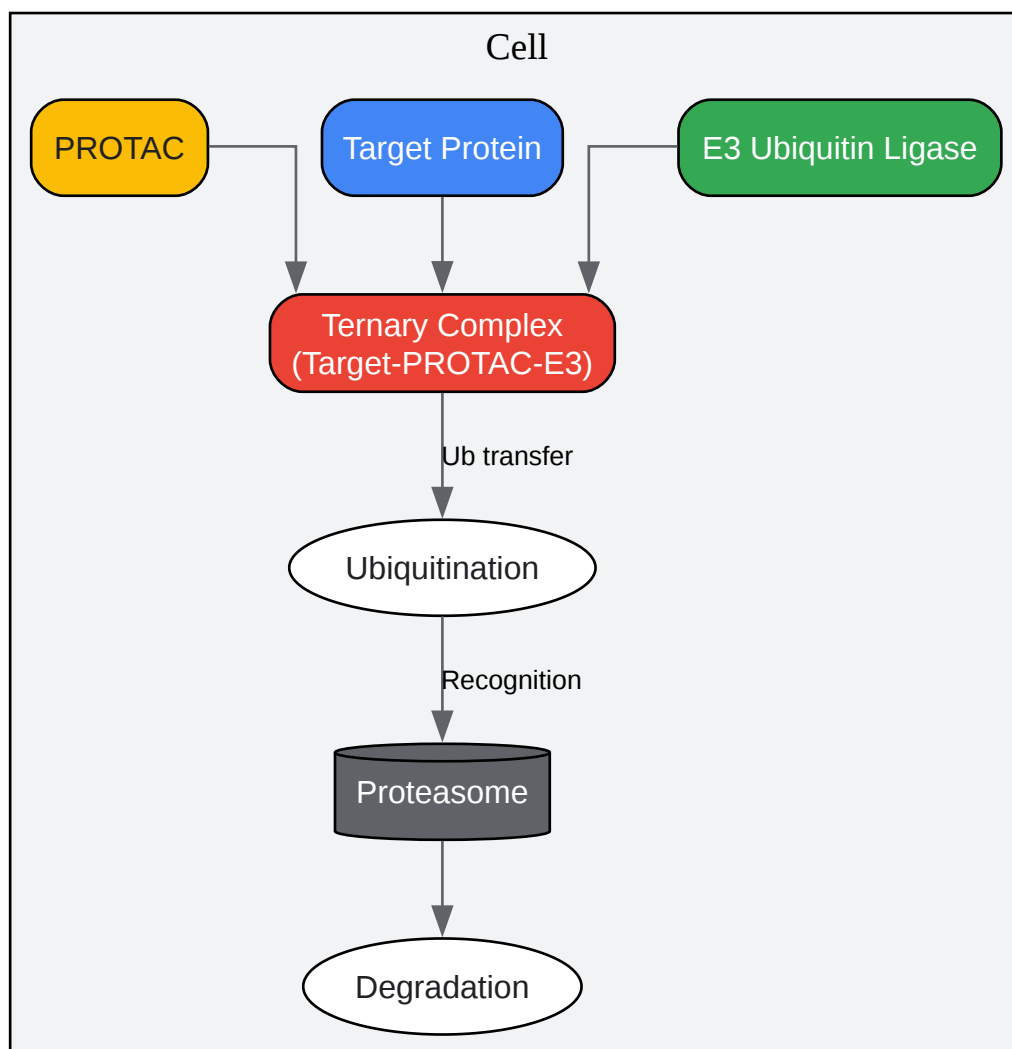 Cell
PROTAC
Target Protein
E3 Ubiquitin Ligase
Ternary Complex
(Target-PROTAC-E3)
Ub transfer
Ubiquitination
Recognition
Proteasome
Degradation